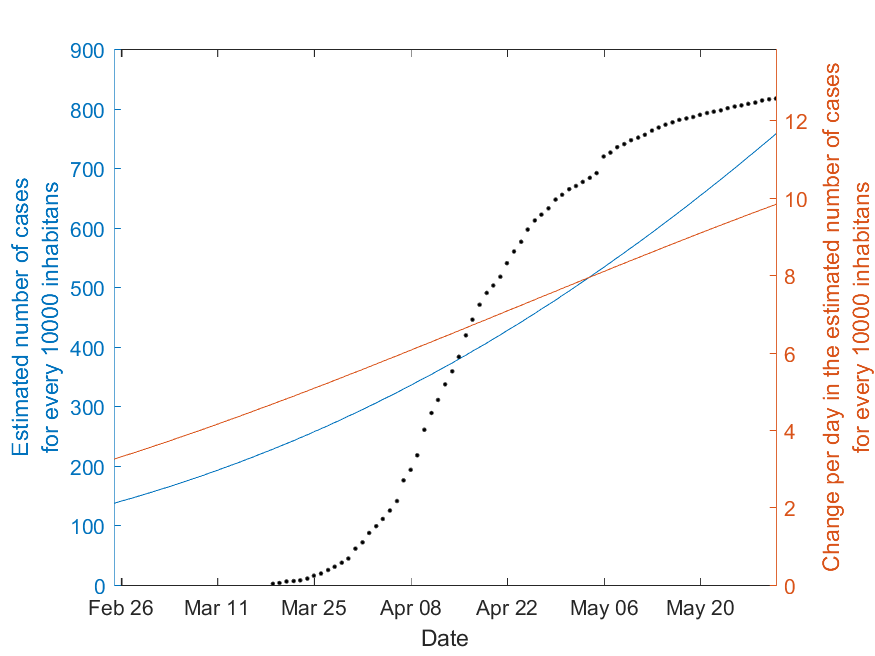 Estimated number of cases
for every 10000 inhabitans
900
800
700
600
500
400
300
200
100
0
Feb 26
Mar 11
Mar 25
Apr 08
Apr 22
May 06
May 20
Date
12
10
8
6
4
2
0
Change per day in the estimated number of cases
for every 10000 inhabitans